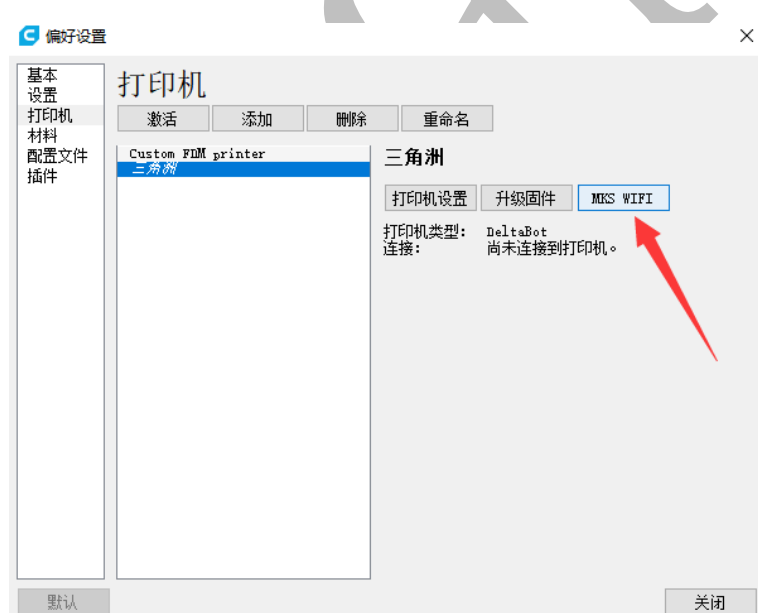 偏好设置
基本
设置
打印机
材料
配置文件
插件
打印机
激活 添加 删除 重命名
Custom FDM printer
三角洲
三角洲
打印机设置 升级固件 MKS WIFI
打印机类型: DeltaBot
连接: 尚未连接到打印机。
默认 关闭